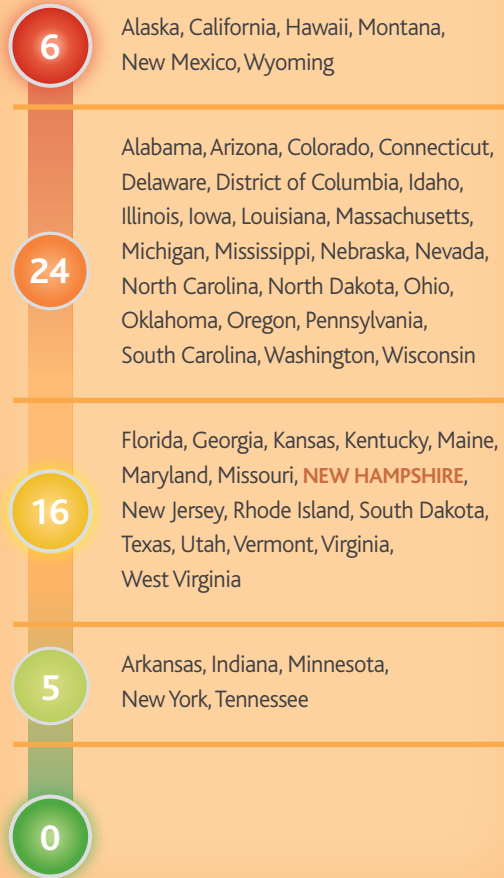 6
Alaska, California, Hawaii, Montana,
New Mexico, Wyoming
24
Alabama, Arizona, Colorado, Connecticut,
Delaware, District of Columbia, Idaho,
Illinois, Iowa, Louisiana, Massachusetts,
Michigan, Mississippi, Nebraska, Nevada,
North Carolina, North Dakota, Ohio,
Oklahoma, Oregon, Pennsylvania,
South Carolina, Washington, Wisconsin
16
Florida, Georgia, Kansas, Kentucky, Maine,
Maryland, Missouri, NEW HAMPSHIRE,
New Jersey, Rhode Island, South Dakota,
Texas, Utah, Vermont, Virginia,
West Virginia
5
Arkansas, Indiana, Minnesota,
New York, Tennessee
0